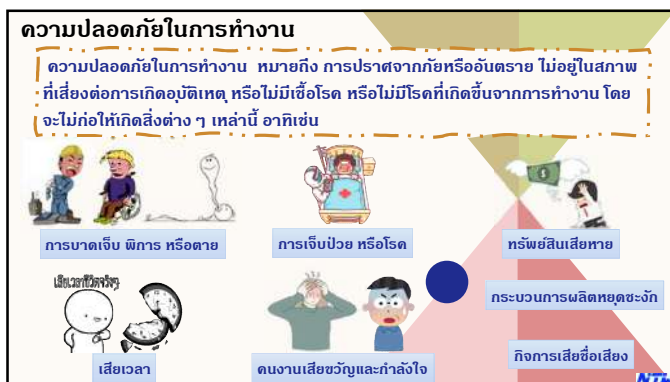 ความปลอดภัยในการทำงาน
ความปลอดภัยในการทำงาน หมายถึง การปราศจากภัยหรืออันตราย ไม่อยู่ในสภาพ
ที่เสี่ยงต่อการเกิดอุบัติเหตุ หรือไม่มีเชื้อโรค หรือไม่มีโรคที่เกิดขึ้นจากการทำงาน โดย
จะไม่ก่อให้เกิดสิ่งต่าง ๆ เหล่านี้ อาทิเช่น
การบาดเจ็บ พิการ หรือตาย
การเจ็บป่วย หรือโรค
ทรัพย์สินเสียหาย
เสียเวลาชีวิตจริงๆ
กระบวนการผลิตหยุดชะงัก
เสียเวลา
คนงานเสียขวัญและกำลังใจ
กิจการเสียชื่อเสียง